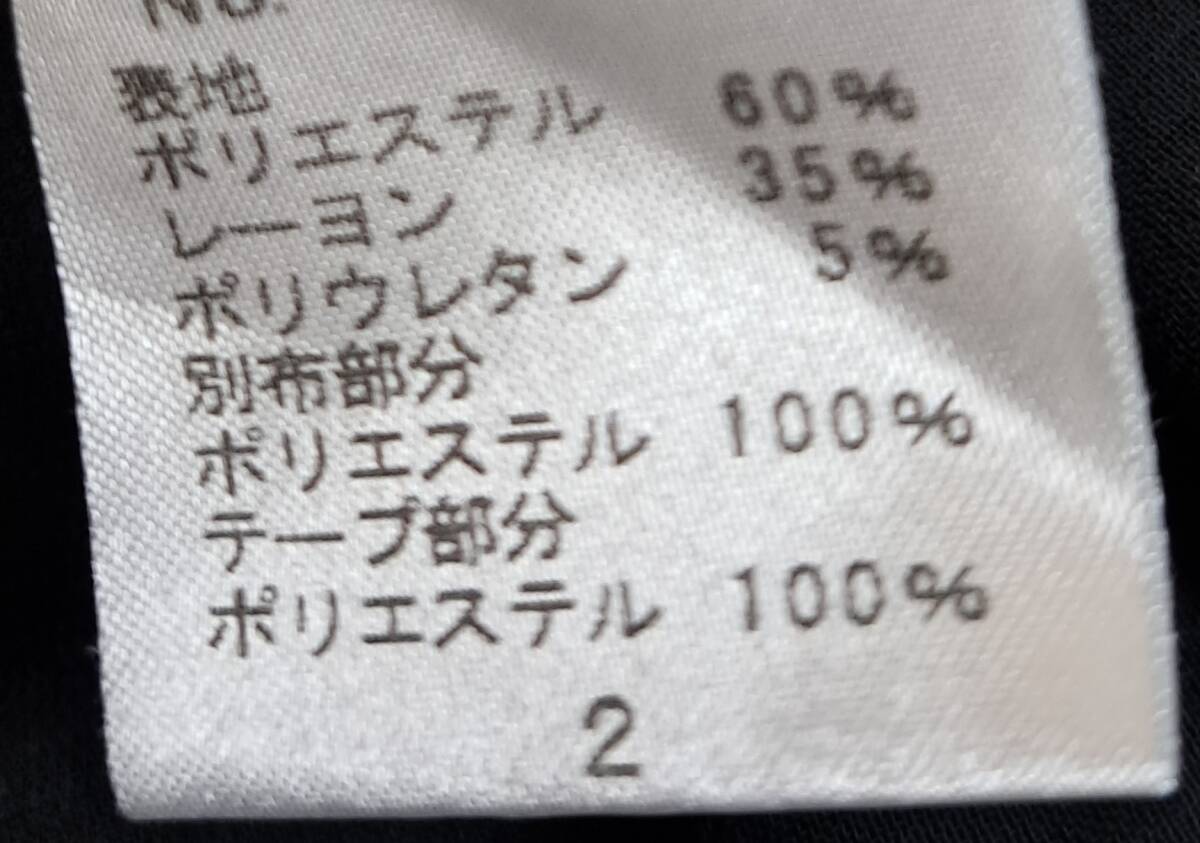 No.
表地
ポリエステル 60%
レーヨン 35%
ポリウレタン 5%
別布部分
ポリエステル 100%
テープ部分
ポリエステル 100%
2